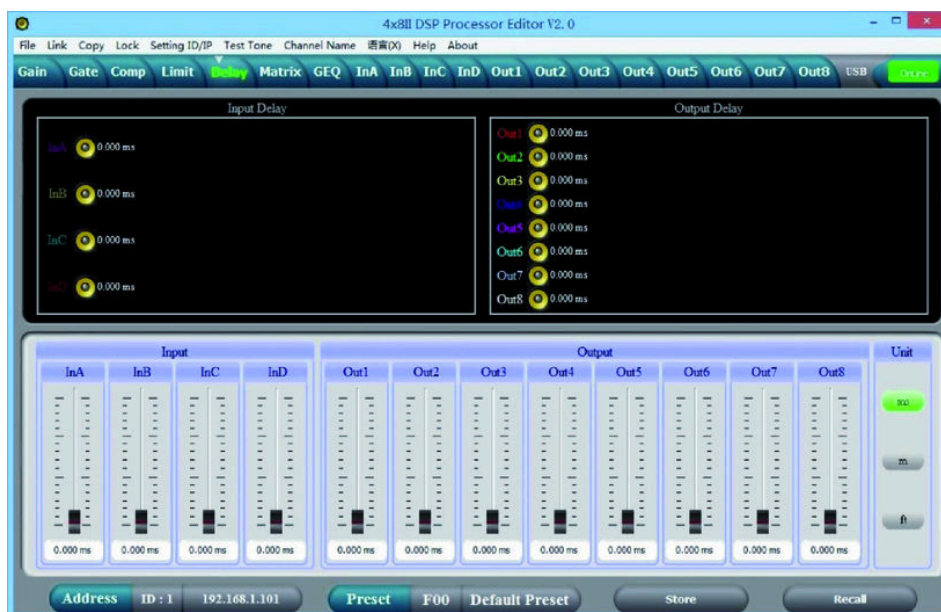 4x8II DSP Processor Editor V2. 0
File Link Copy Lock Setting ID/IP Test Tone Channel Name 语言(X) Help About
Gain Gate Comp Limit Delay Matrix GEQ InA InB InC InD Out1 Out2 Out3 Out4 Out5 Out6 Out7 Out8 USB OnLine
Input Delay
InA 0.000 ms
InB 0.000 ms
InC 0.000 ms
InD 0.000 ms
Output Delay
Out1 0.000 ms
Out2 0.000 ms
Out3 0.000 ms
Out4 0.000 ms
Out5 0.000 ms
Out6 0.000 ms
Out7 0.000 ms
Out8 0.000 ms
Input Output Unit
InA InB InC InD Out1 Out2 Out3 Out4 Out5 Out6 Out7 Out8
ms
m
ft
0.000 ms 0.000 ms 0.000 ms 0.000 ms 0.000 ms 0.000 ms 0.000 ms 0.000 ms 0.000 ms 0.000 ms 0.000 ms 0.000 ms
Address ID : 1 192.168.1.101 Preset F00 Default Preset Store Recall